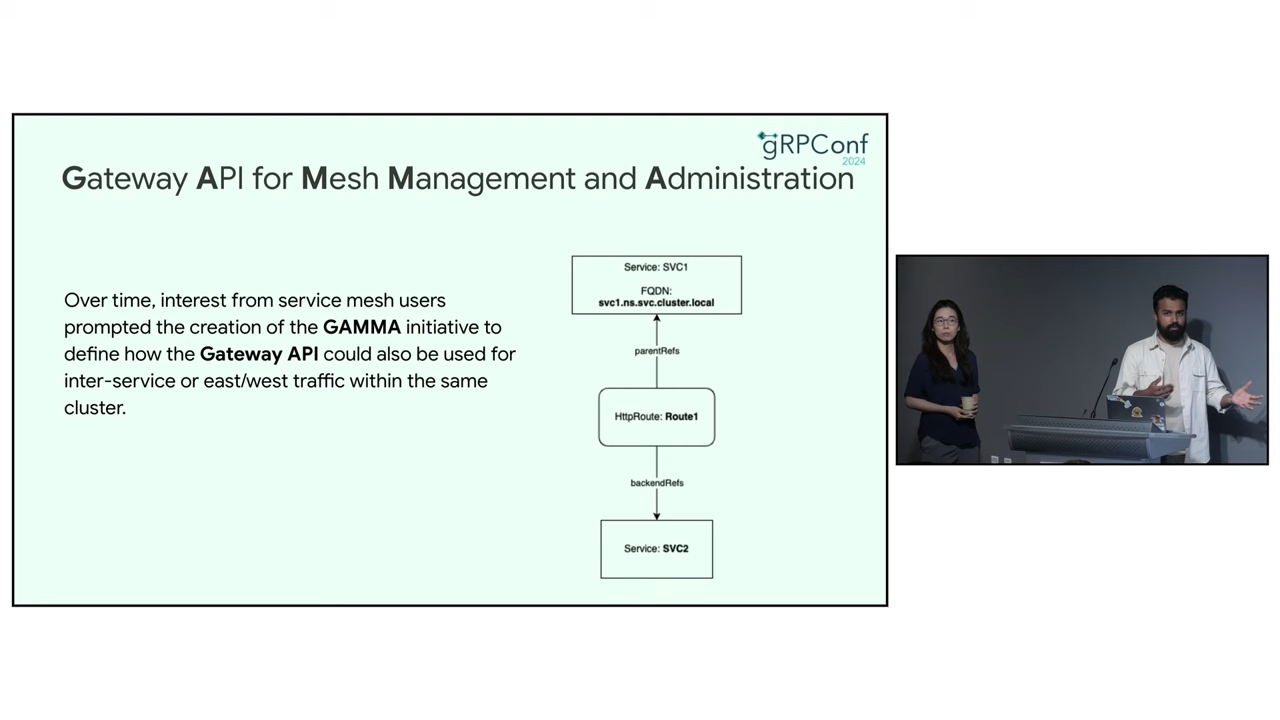 gRPConf
2024
Gateway API for Mesh Management and Administration
Over time, interest from service mesh users
prompted the creation of the GAMMA initiative to
define how the Gateway API could also be used for
inter-service or east/west traffic within the same
cluster.
Service: SVC1
FQDN:
svc1.ns.svc.cluster.local
parentRefs
HttpRoute: Route1
backendRefs
Service: SVC2